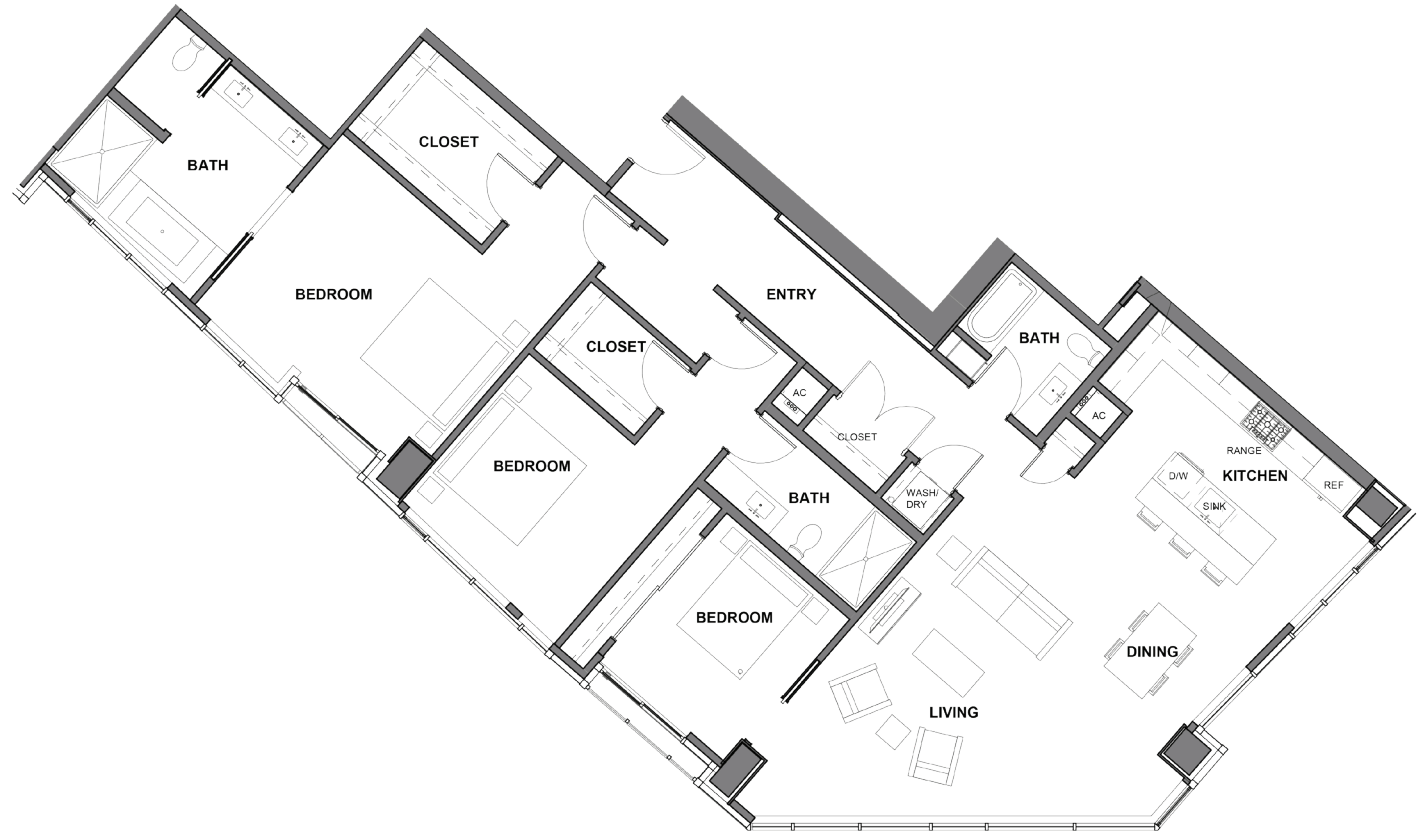 CLOSET
BATH
BEDROOM
ENTRY
CLOSET
BATH
AC
AC
CLOSET
RANGE
KITCHEN
D/W
REF
SINK
BEDROOM
BATH
WASH/
DRY
BEDROOM
DINING
LIVING